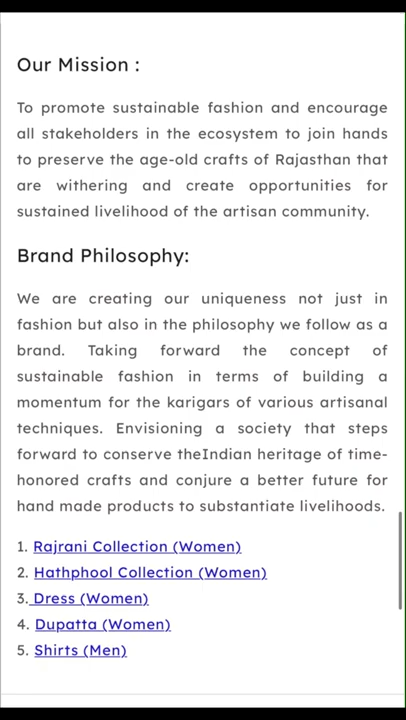 Our Mission :
To promote sustainable fashion and encourage
all stakeholders in the ecosystem to join hands
to preserve the age-old crafts of Rajasthan that
are withering and create opportunities for
sustained livelihood of the artisan community.
Brand Philosophy:
We are creating our uniqueness not just in
fashion but also in the philosophy we follow as a
brand. Taking forward the concept of
sustainable fashion in terms of building a
momentum for the karigars of various artisanal
techniques. Envisioning a society that steps
forward to conserve theIndian heritage of time-
honored crafts and conjure a better future for
hand made products to substantiate livelihoods.
1. Rajrani Collection (Women)
2. Hathphool Collection (Women)
3. Dress (Women)
4. Dupatta (Women)
5. Shirts (Men)